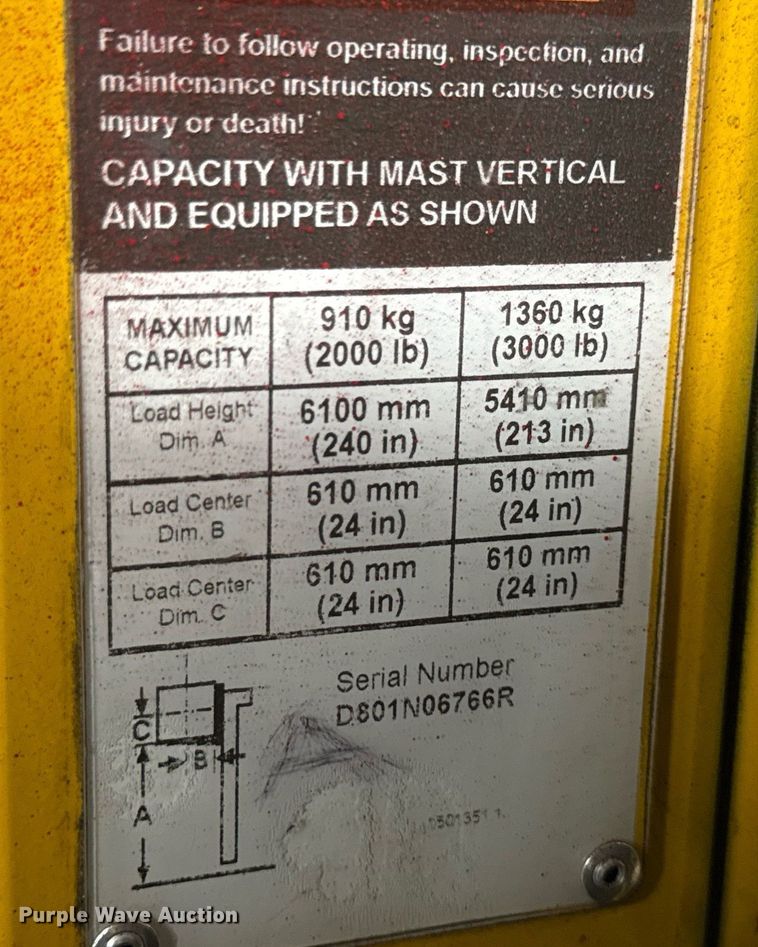 Failure to follow operating, inspection, and
maintenance instructions can cause serious
injury or death!
CAPACITY WITH MAST VERTICAL
AND EQUIPPED AS SHOWN
MAXIMUM CAPACITY 910 kg (2000 lb) 1360 kg (3000 lb)
Load Height Dim. A 6100 mm (240 in) 5410 mm (213 in)
Load Center Dim. B 610 mm (24 in) 610 mm (24 in)
Load Center Dim. C 610 mm (24 in) 610 mm (24 in)
C
B
A
Serial Number
D801N06766R
Purple Wave Auction